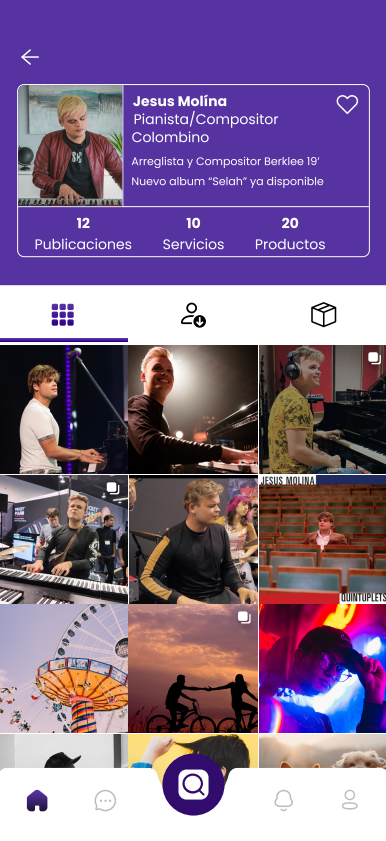 Jesus Molína
Pianista/Compositor
Colombino
Arreglista y Compositor Berklee 19’
Nuevo album “Selah” ya disponible
12
10
20
Publicaciones
Servicios
Productos
JESUS MOLINA
QUINTUPLETS